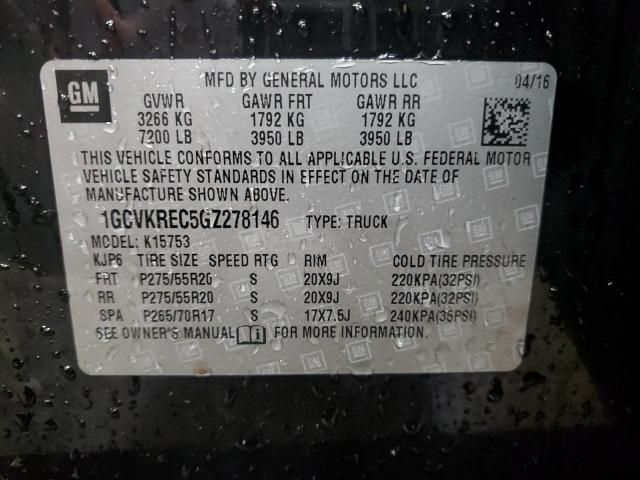 GM
MFD BY GENERAL MOTORS LLC 04/16
GVWR GAWR FRT GAWR RR
3266 KG 1792 KG 1792 KG
7200 LB 3950 LB 3950 LB
THIS VEHICLE CONFORMS TO ALL APPLICABLE U.S. FEDERAL MOTOR
VEHICLE SAFETY STANDARDS IN EFFECT ON THE DATE OF
MANUFACTURE SHOWN ABOVE.
1GCVKREC5GZ278146 TYPE: TRUCK
MODEL: K15753
KJP6 TIRE SIZE SPEED RTG RIM COLD TIRE PRESSURE
FRT P275/55R20 S 20X9J 220KPA(32PSI)
RR P275/55R20 S 20X9J 220KPA(32PSI)
SPA P265/70R17 S 17X7.5J 240KPA(35PSI)
SEE OWNER'S MANUAL FOR MORE INFORMATION